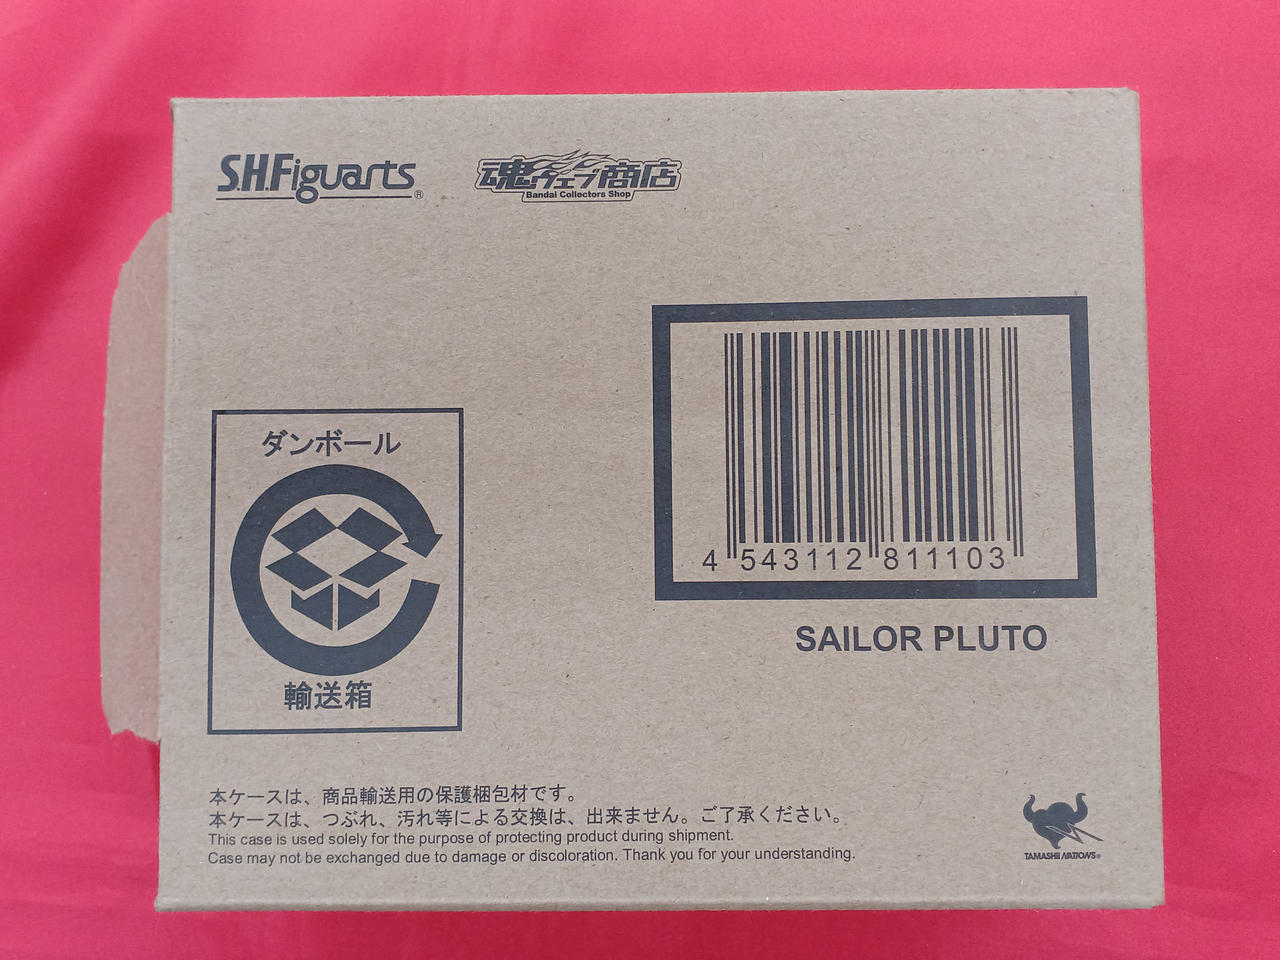 S.H.Figuarts®
魂ウェブ商店
Bandai Collectors Shop
4 543112 811103
SAILOR PLUTO
ダンボール
輸送箱
本ケースは、商品輸送用の保護梱包材です。
本ケースは、つぶれ、汚れ等による交換は、出来ません。ご了承ください。
This case is used solely for the purpose of protecting product during shipment.
Case may not be exchanged due to damage or discoloration. Thank you for your understanding.
TAMASHII NATIONS®